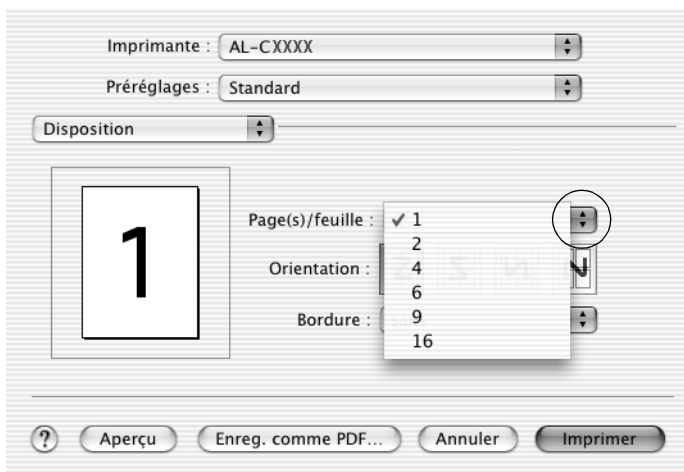 Imprimante : AL-CXXXX
Préréglages : Standard
Disposition
1
Page(s)/feuille : ✓ 1
2
Orientation :
4
6
Bordure :
9
16
? Aperçu Enreg. comme PDF... Annuler Imprimer